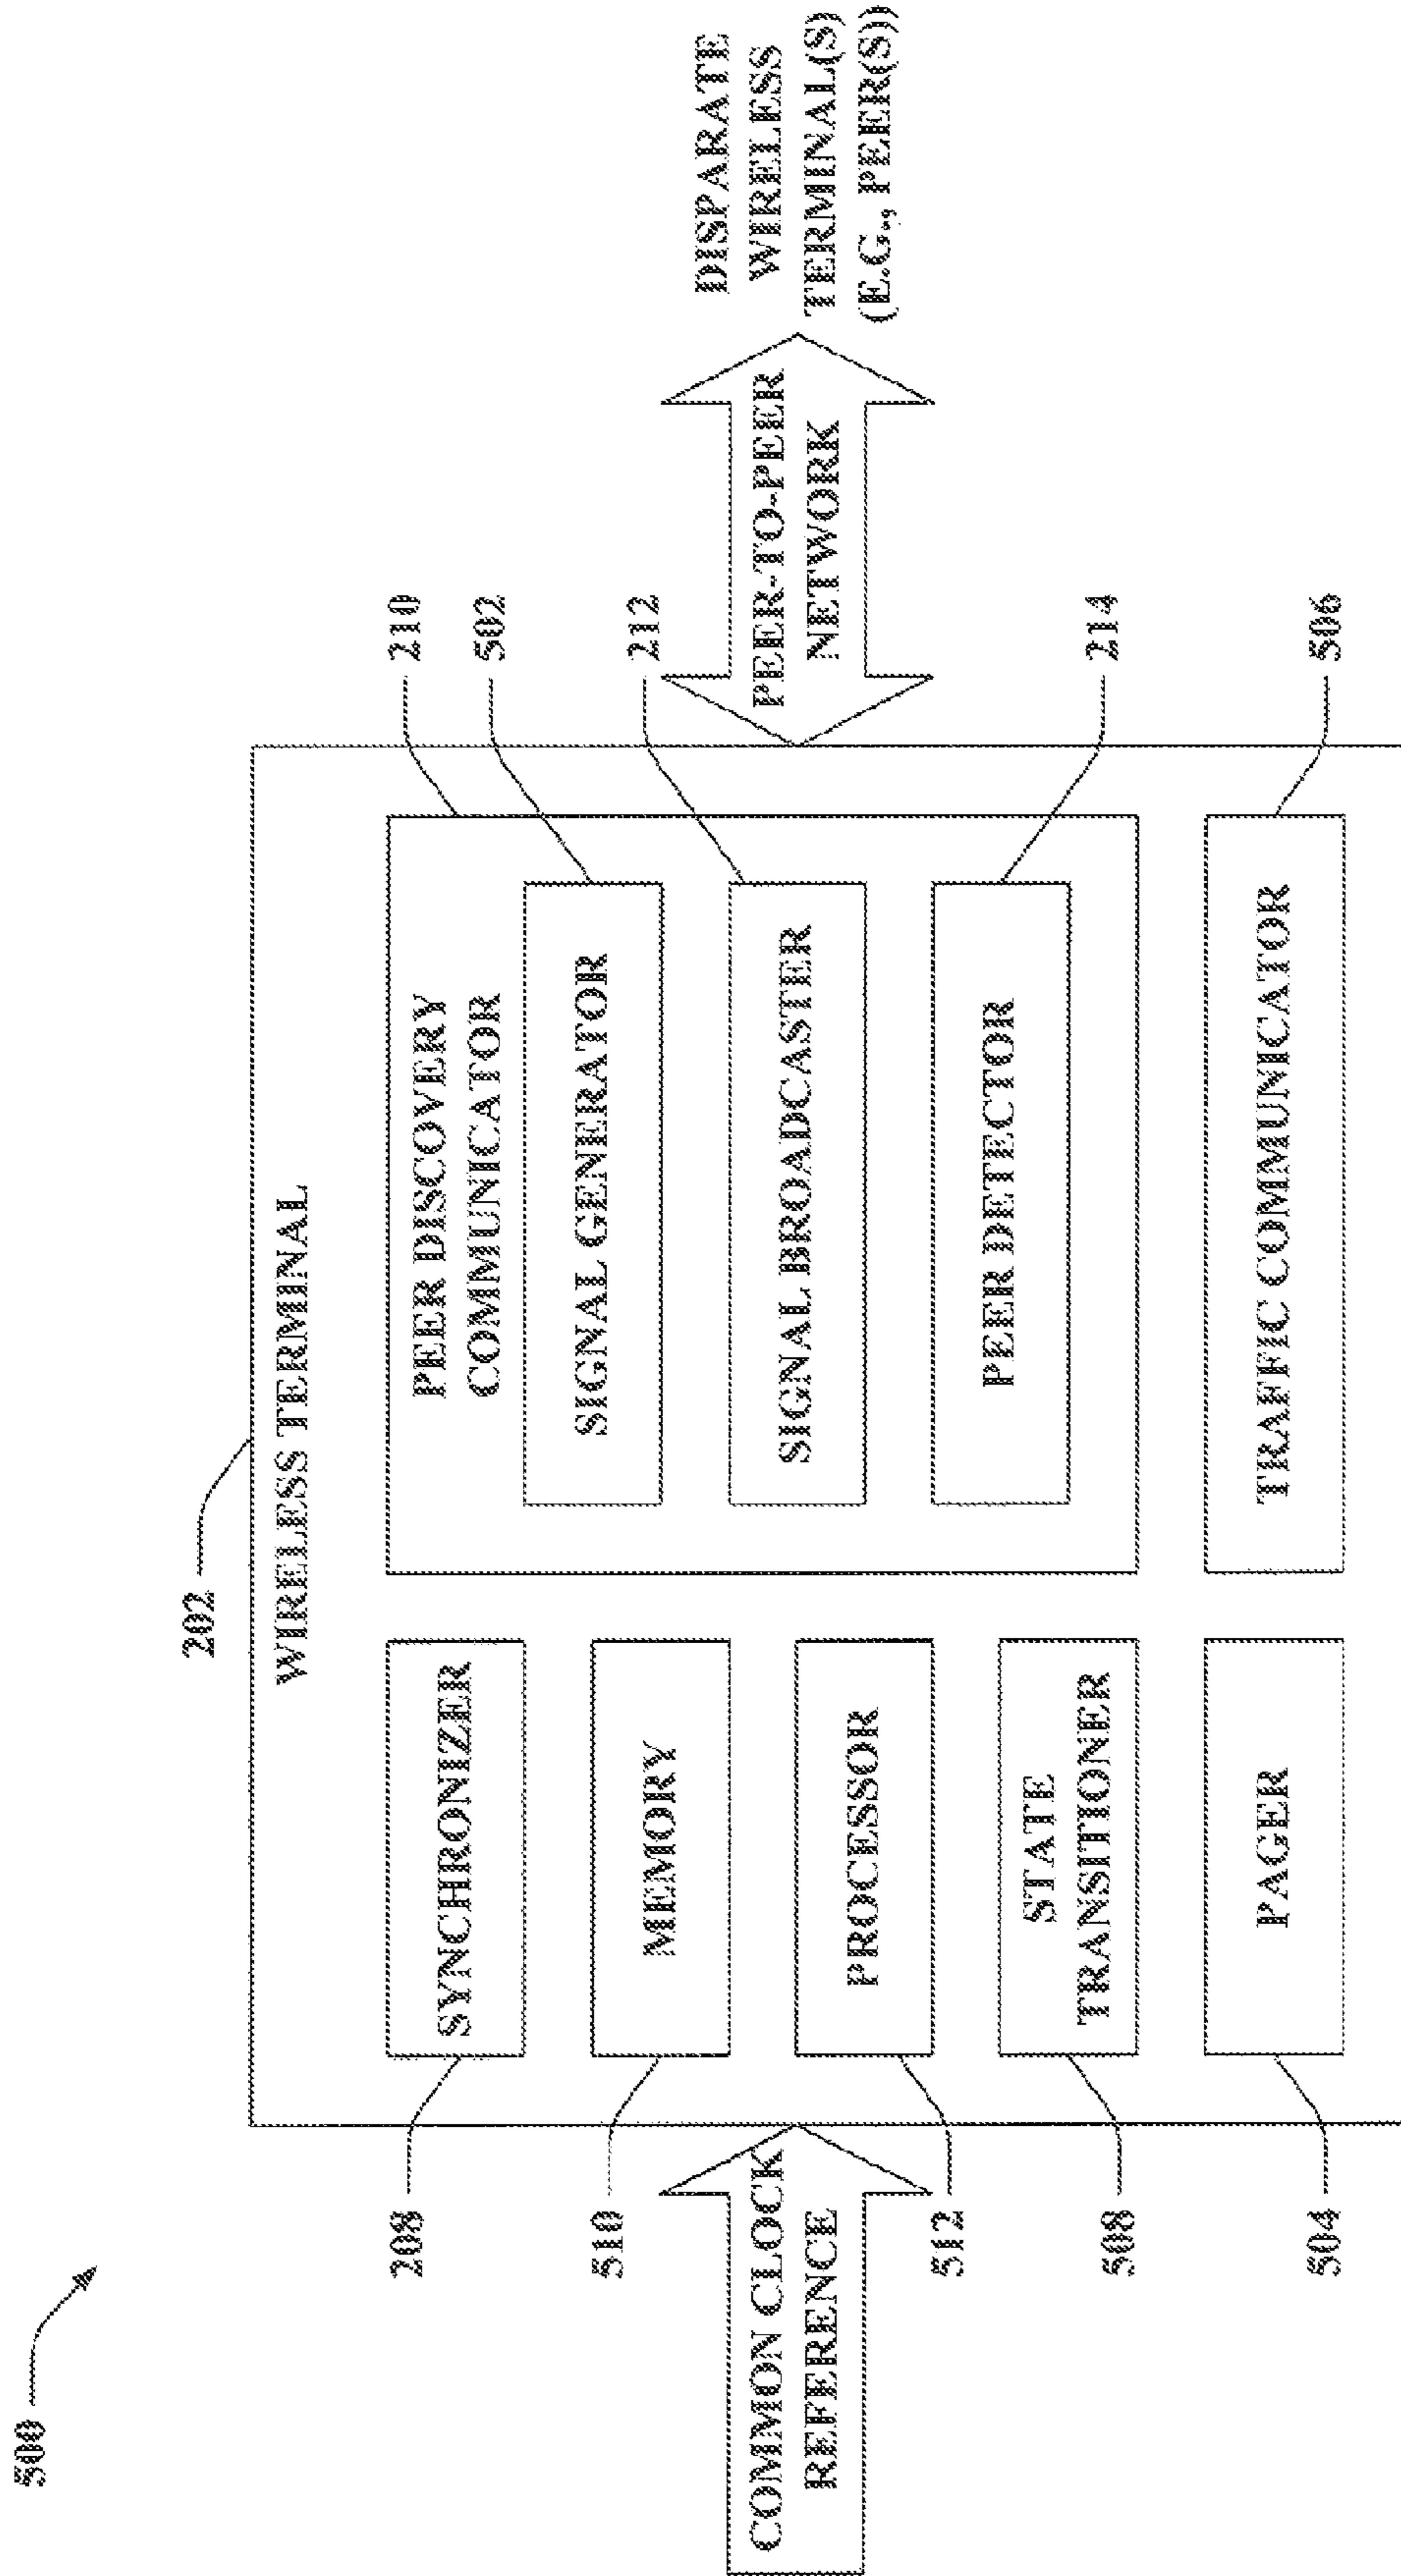 500
202
WIRELESS TERMINAL
208
SYNCHRONIZER
510
MEMORY
COMMON CLOCK
REFERENCE
512
PROCESSOR
508
STATE
TRANSITIONER
504
PAGER
PEER DISCOVERY
COMMUNICATOR
210
SIGNAL GENERATOR
502
SIGNAL BROADCASTER
212
PEER DETECTOR
214
TRAFFIC COMMUNICATOR
506
PEER-TO-PEER
NETWORK
DISPARATE
WIRELESS
TERMINAL(S)
(E.G., PEER(S))